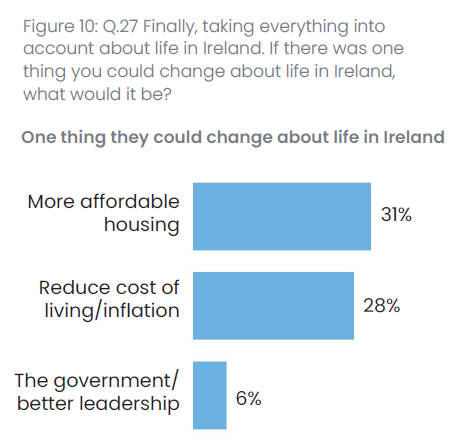 Figure 10: Q.27 Finally, taking everything into
account about life in Ireland. If there was one
thing you could change about life in Ireland,
what would it be?
One thing they could change about life in Ireland
More affordable
housing
31%
Reduce cost of
living/inflation
28%
The government/
better leadership
6%